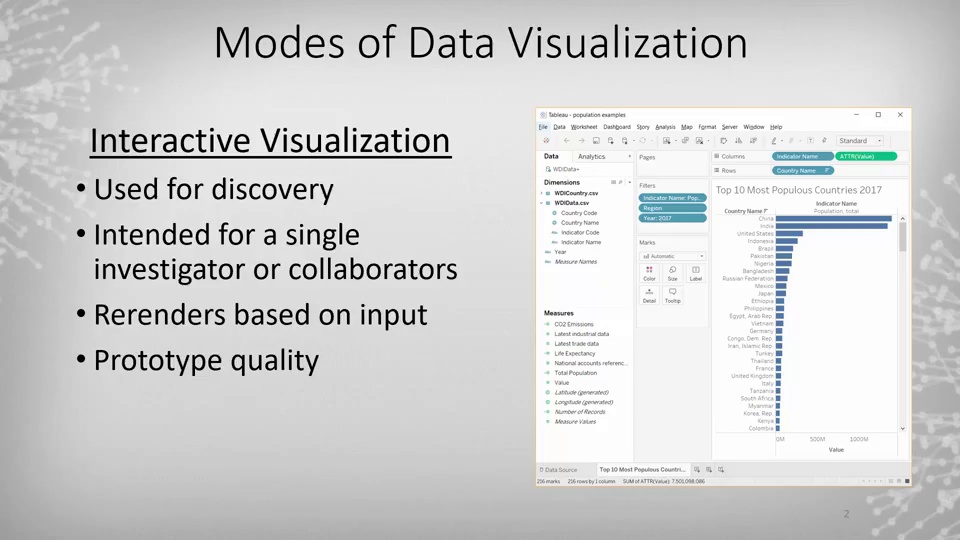 Modes of Data Visualization
Interactive Visualization
• Used for discovery
• Intended for a single
investigator or collaborators
• Rerenders based on input
• Prototype quality
Tableau - population examples
File Data Worksheet Dashboard Story Analysis Map Format Server Window Help
Standard
Data Analytics
WDIData+
Dimensions
WDICountry.csv
WDIData.csv
Country Code
Country Name
Indicator Code
Indicator Name
Year
Measure Names
Measures
CO2 Emissions
Latest industrial data
Latest trade data
Life Expectancy
National accounts referenc...
Total Population
Value
Latitude (generated)
Longitude (generated)
Number of Records
Measure Values
Pages
Filters
Indicator Name: Pop..
Region
Year: 2017
Marks
Automatic
Color Size Label
Detail Tooltip
Columns Indicator Name ATTR(Value)
Rows Country Name
Top 10 Most Populous Countries 2017
Indicator Name
Country Name Population, total
China
India
United States
Indonesia
Brazil
Pakistan
Nigeria
Bangladesh
Russian Federation
Mexico
Japan
Ethiopia
Philippines
Egypt, Arab Rep.
Vietnam
Germany
Congo, Dem. Rep.
Iran, Islamic Rep.
Turkey
Thailand
France
United Kingdom
Italy
Tanzania
South Africa
Myanmar
Korea, Rep.
Kenya
Colombia
0M 500M 1000M
Value
Data Source Top 10 Most Populous Countri...
216 rows by 1 column SUM of ATTR(Value): 7,501,098,086
2